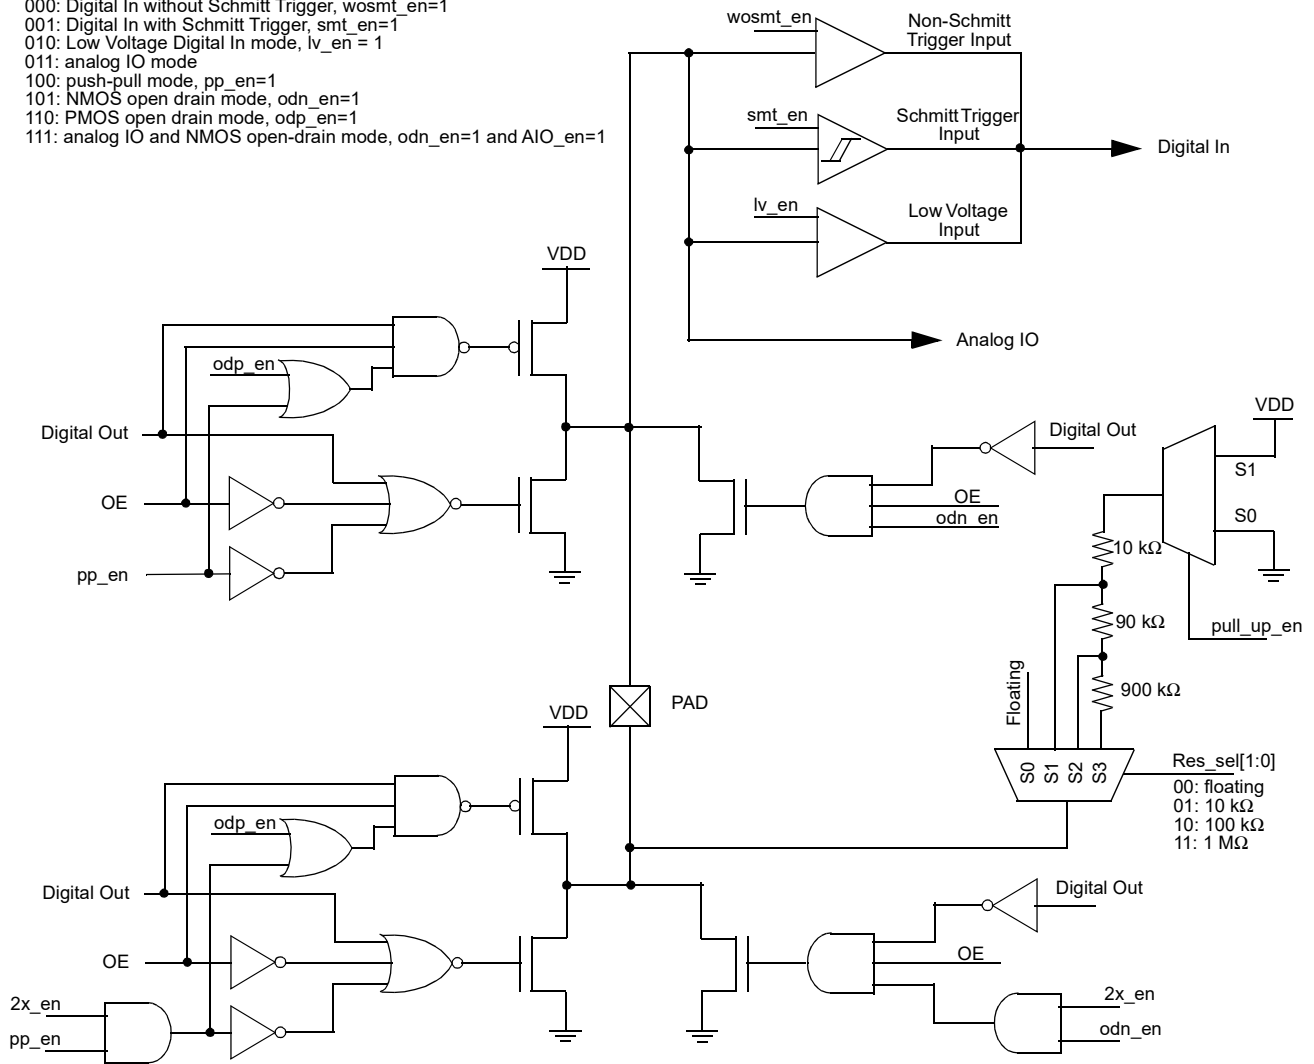 000: Digital In without Schmitt Trigger, wosmt_en=1
001: Digital In with Schmitt Trigger, smt_en=1
010: Low Voltage Digital In mode, lv_en = 1
011: analog IO mode
100: push-pull mode, pp_en=1
101: NMOS open drain mode, odn_en=1
110: PMOS open drain mode, odp_en=1
111: analog IO and NMOS open-drain mode, odn_en=1 and AIO_en=1
wosmt_en
Non-Schmitt
Trigger Input
smt_en
Schmitt Trigger
Input
Digital In
lv_en
Low Voltage
Input
Analog IO
VDD
odp_en
Digital Out
OE
pp_en
Digital Out
OE
odn_en
VDD
S1
S0
10 kΩ
90 kΩ
900 kΩ
pull_up_en
Floating
S0
S1
S2
S3
Res_sel[1:0]
00: floating
01: 10 kΩ
10: 100 kΩ
11: 1 MΩ
PAD
VDD
odp_en
Digital Out
OE
2x_en
pp_en
Digital Out
OE
2x_en
odn_en